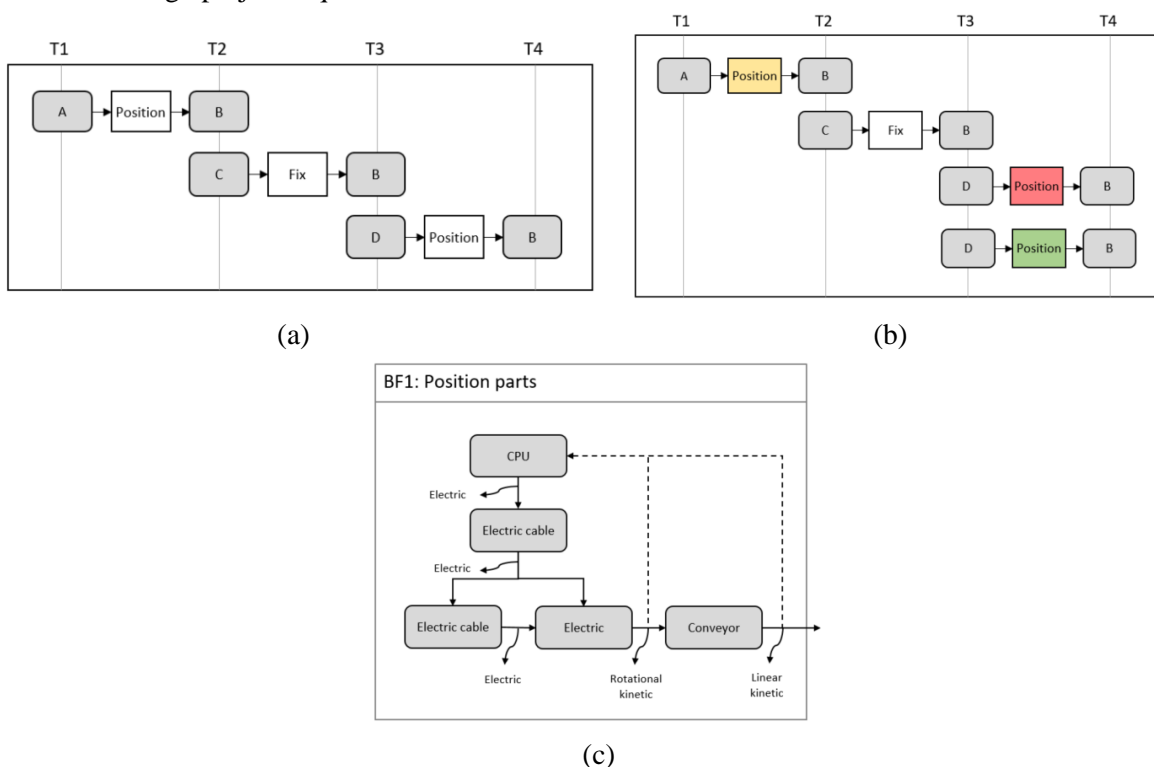 T1 T2 T3 T4
A Position B
C Fix B
D Position B
(a)
T1 T2 T3 T4
A Position B
C Fix B
D Position B
D Position B
(b)
BF1: Position parts
CPU
Electric
Electric cable
Electric
Electric cable
Electric
Conveyor
Electric
Rotational
kinetic
Linear
kinetic
(c)